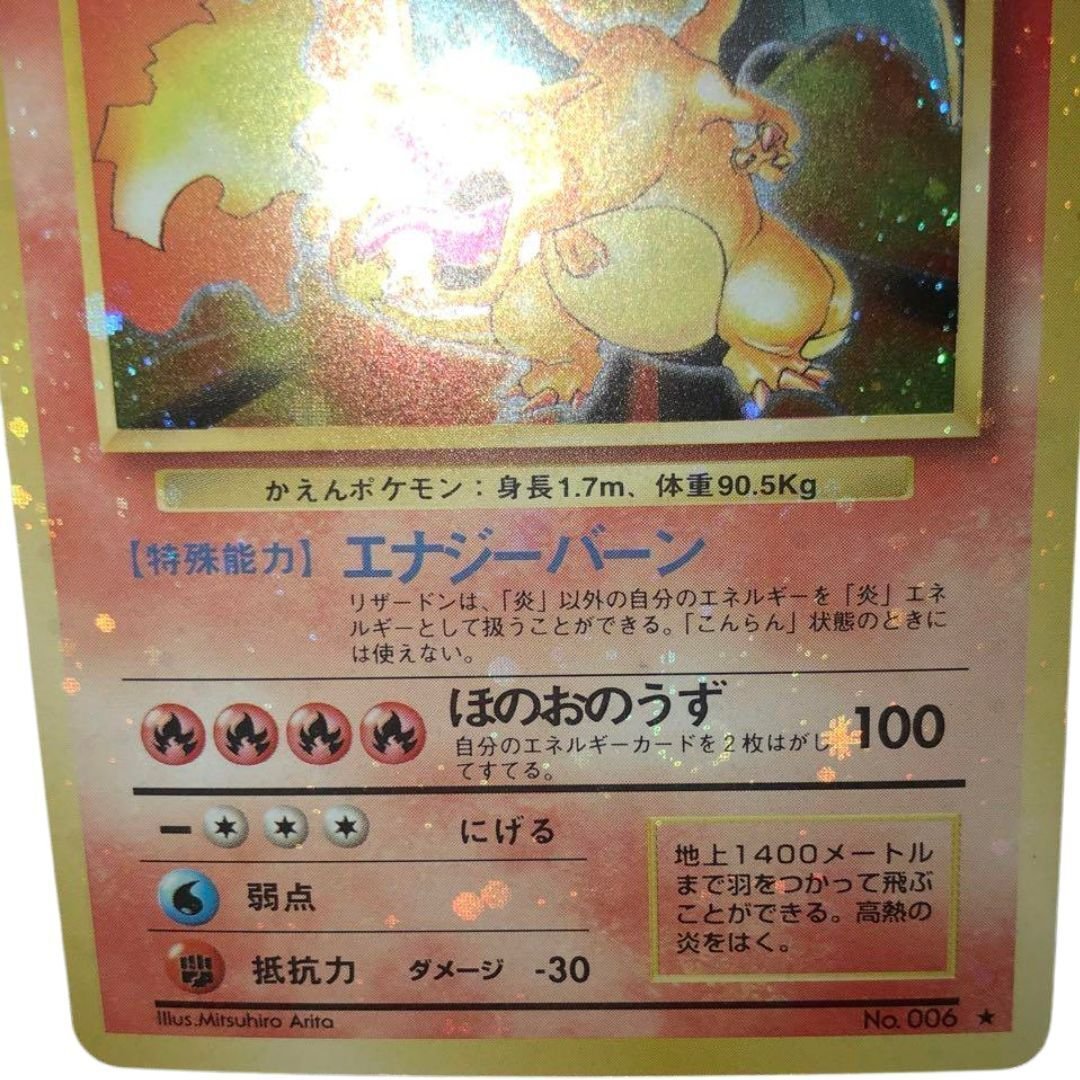 かえんポケモン：身長1.7m、体重90.5Kg
【特殊能力】エナジーバーン
リザードンは、「炎」以外の自分のエネルギーを「炎」エネ
ルギーとして扱うことができる。「こんらん」状態のときに
は使えない。
ほのおのうず 100
自分のエネルギーカードを２枚はがし
てすてる。
にげる
弱点
抵抗力 ダメージ -30
地上1400メートル
まで羽をつかって飛ぶ
ことができる。高熱の
炎をはく。
Illus.Mitsuhiro Arita
No. 006 ★